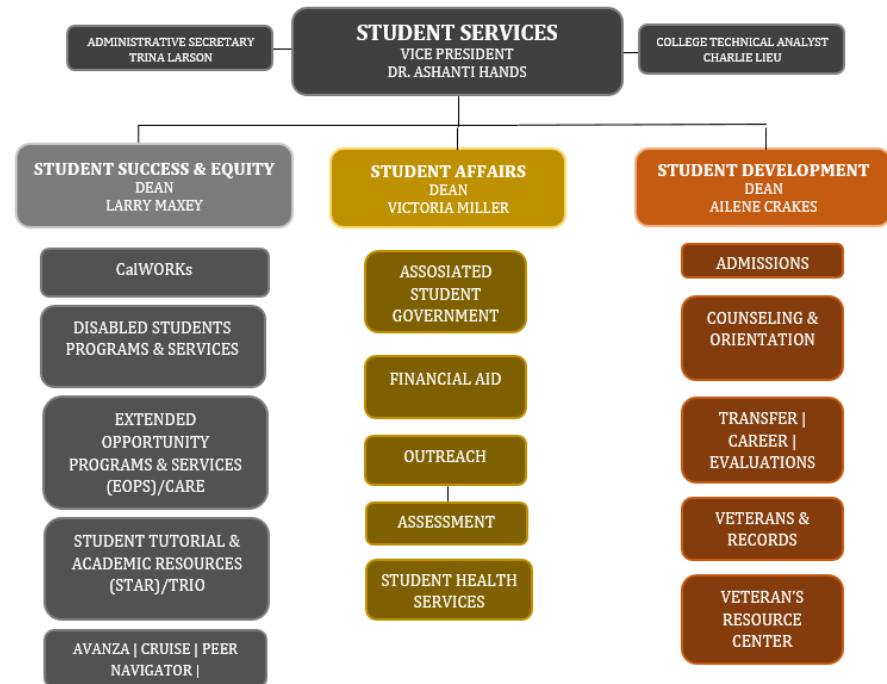 STUDENT SERVICES
VICE PRESIDENT
DR. ASHANTI HANDS
ADMINISTRATIVE SECRETARY
TRINA LARSON
COLLEGE TECHNICAL ANALYST
CHARLIE LIEU
STUDENT SUCCESS & EQUITY
DEAN
LARRY MAXEY
CalWORKs
DISABLED STUDENTS
PROGRAMS & SERVICES
EXTENDED
OPPORTUNITY
PROGRAMS & SERVICES
(EOPS)/CARE
STUDENT TUTORIAL &
ACADEMIC RESOURCES
(STAR)/TRIO
AVANZA | CRUISE | PEER
NAVIGATOR |
STUDENT AFFAIRS
DEAN
VICTORIA MILLER
ASSOSIATED
STUDENT
GOVERNMENT
FINANCIAL AID
OUTREACH
ASSESSMENT
STUDENT HEALTH
SERVICES
STUDENT DEVELOPMENT
DEAN
AILENE CRAKES
ADMISSIONS
COUNSELING &
ORIENTATION
TRANSFER |
CAREER |
EVALUATIONS
VETERANS &
RECORDS
VETERAN'S
RESOURCE
CENTER